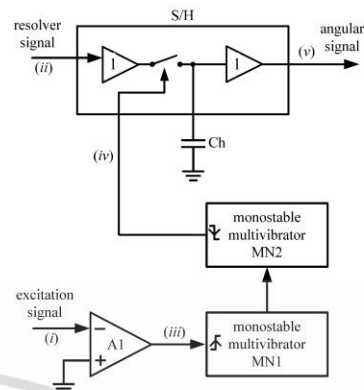 S/H
resolver
signal
(ii)
1
1
(v)
angular
signal
Ch
(iv)
monostable
multivibrator
MN2
excitation
signal
(i)
−
+
A1
(iii)
monostable
multivibrator
MN1